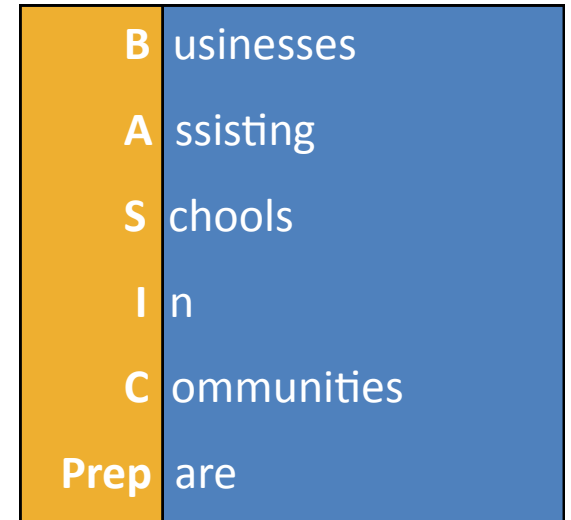 B usinesses
A ssisting
S chools
I n
C ommunities
Prep are